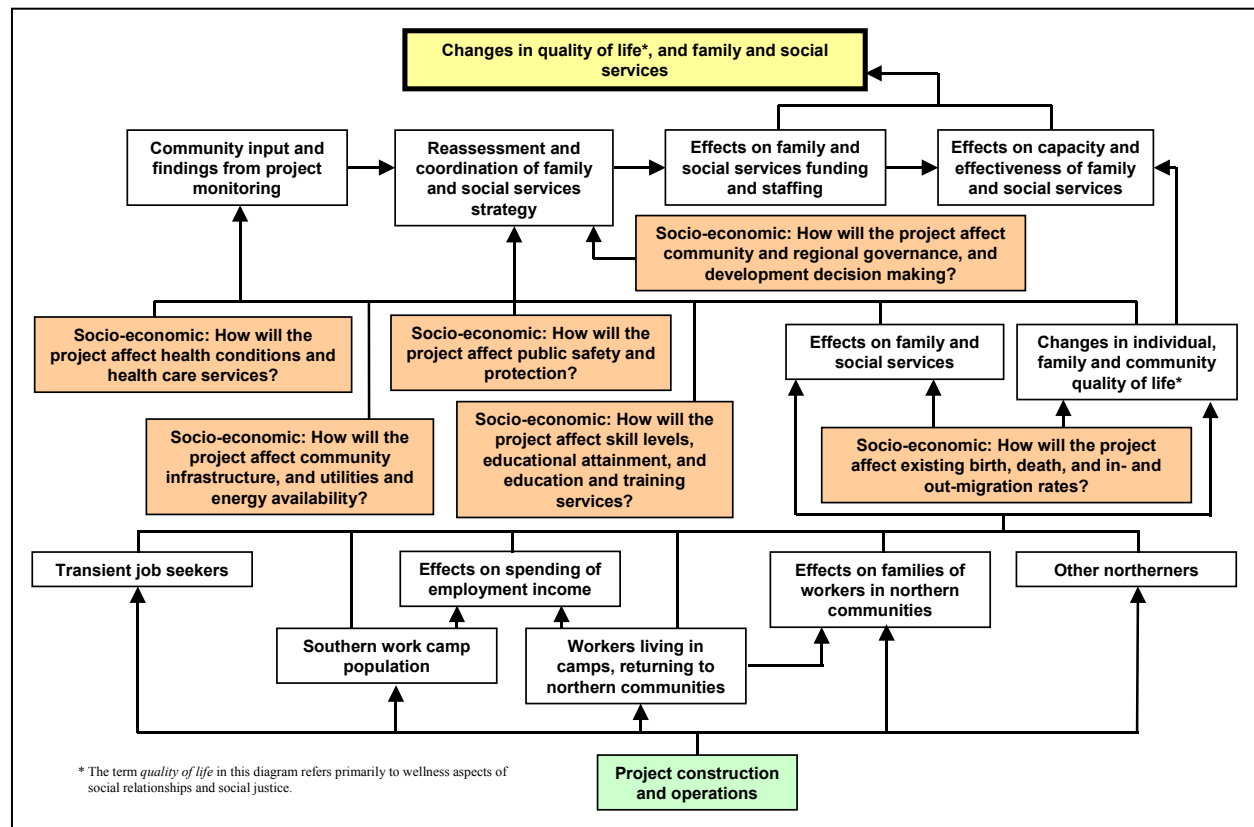 Changes in quality of life*, and family and social
services
Community input and
findings from project
monitoring
Reassessment and
coordination of family
and social services
strategy
Effects on family and
social services funding
and staffing
Effects on capacity and
effectiveness of family
and social services
Socio-economic: How will the project affect
community and regional governance, and
development decision making?
Socio-economic: How will the
project affect health conditions and
health care services?
Socio-economic: How will the
project affect public safety and
protection?
Effects on family and
social services
Changes in individual,
family and community
quality of life*
Socio-economic: How will the
project affect community
infrastructure, and utilities and
energy availability?
Socio-economic: How will the
project affect skill levels,
educational attainment, and
education and training
services?
Socio-economic: How will the project
affect existing birth, death, and in- and
out-migration rates?
Transient job seekers
Effects on spending of
employment income
Effects on families of
workers in northern
communities
Other northerners
Southern work camp
population
Workers living in
camps, returning to
northern communities
Project construction
and operations
* The term quality of life in this diagram refers primarily to wellness aspects of
social relationships and social justice.